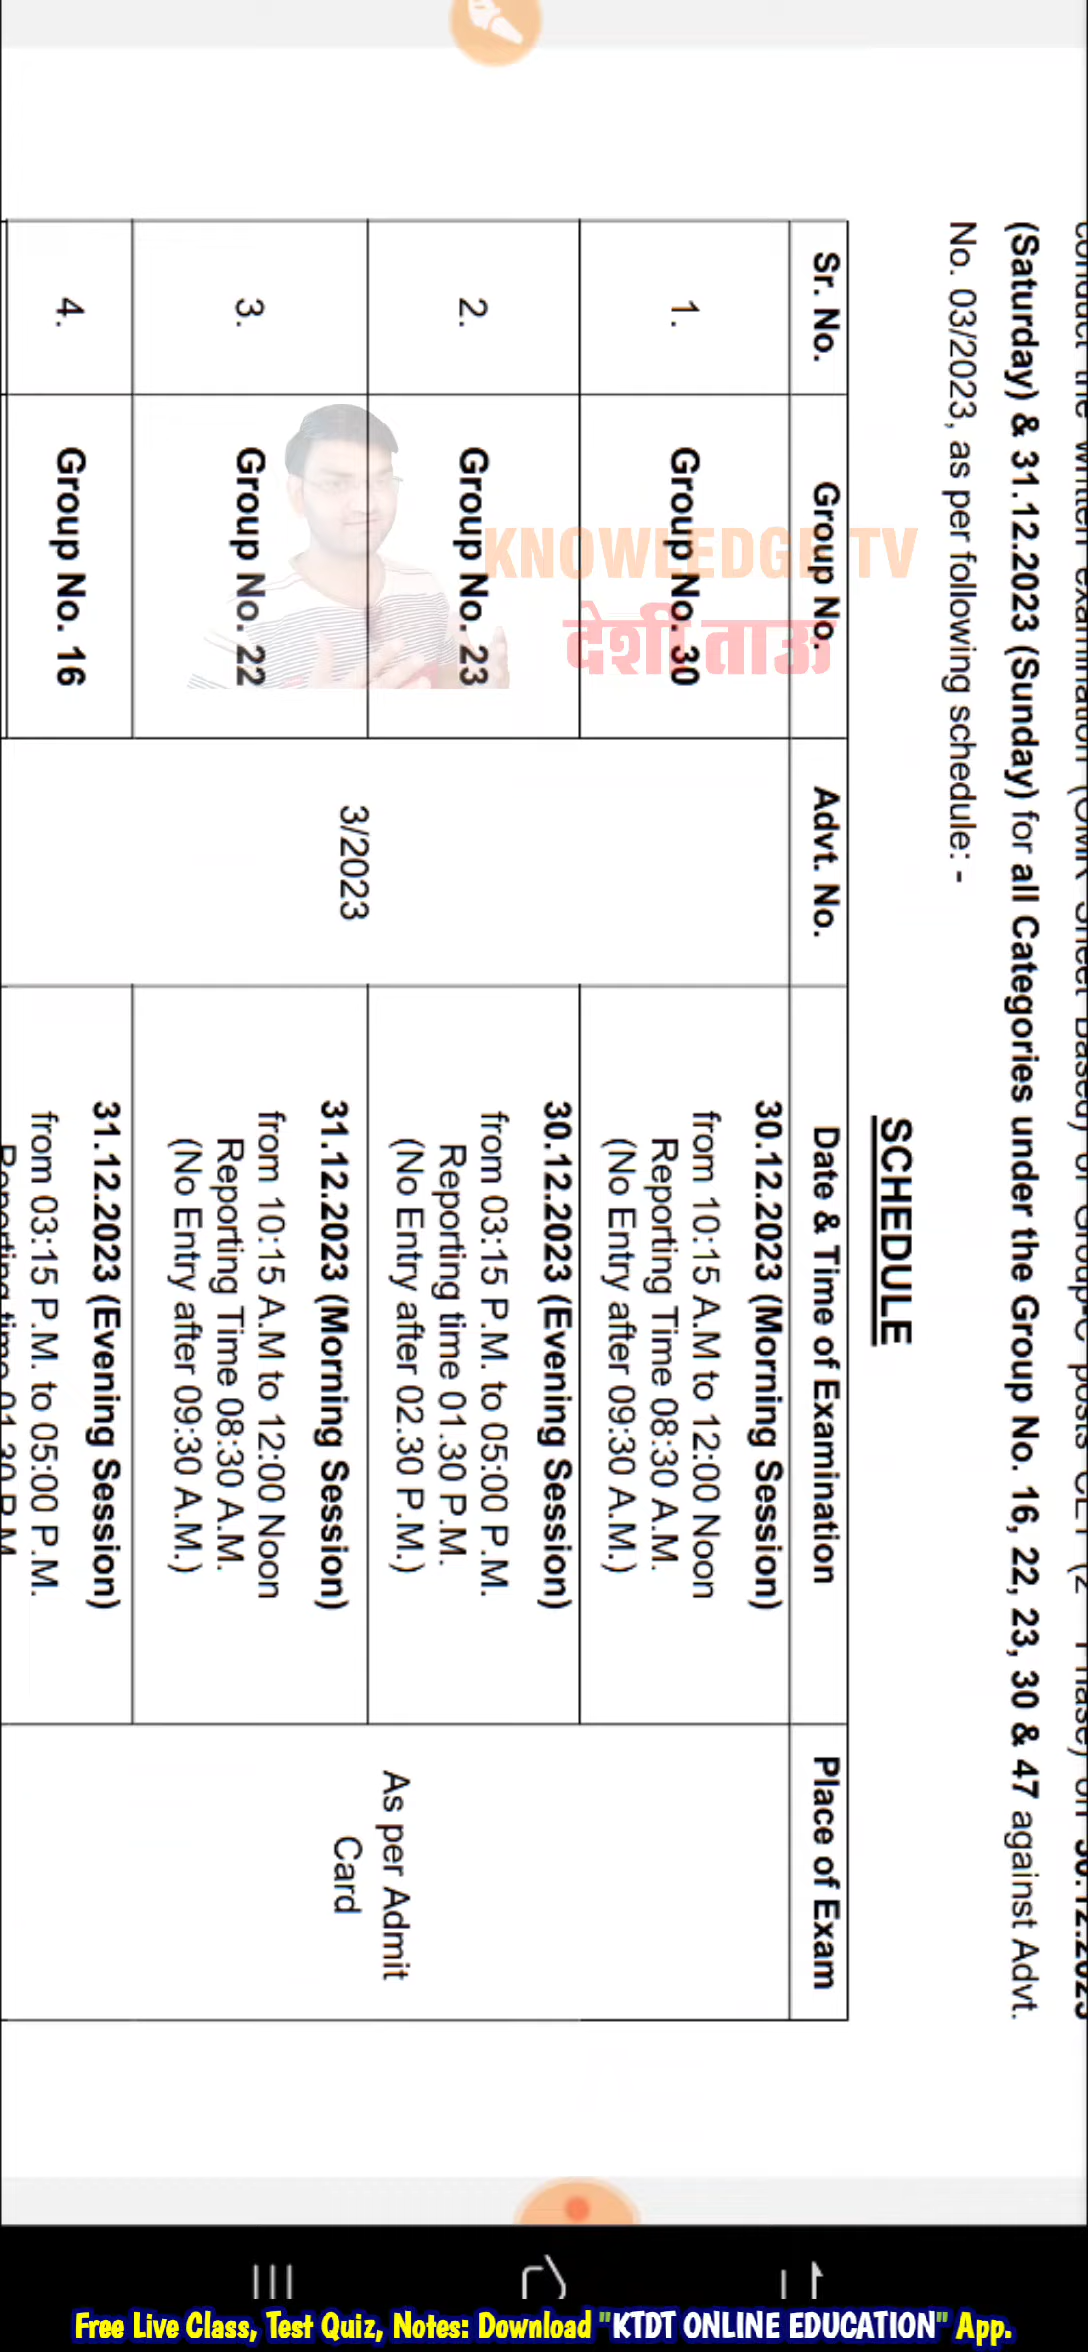 (Saturday) & 31.12.2023 (Sunday) for all Categories under the Group No. 16, 22, 23, 30 & 47 against Advt.
No. 03/2023, as per following schedule: -
SCHEDULE
Sr. No. Group No. Advt. No. Date & Time of Examination Place of Exam
1. Group No. 30 30.12.2023 (Morning Session)
from 10:15 A.M to 12:00 Noon
Reporting Time 08:30 A.M.
(No Entry after 09:30 A.M.)
2. Group No. 23 30.12.2023 (Evening Session)
from 03:15 P.M. to 05:00 P.M.
Reporting time 01.30 P.M.
(No Entry after 02.30 P.M.)
3/2023
As per Admit
Card
3. Group No. 22 31.12.2023 (Morning Session)
from 10:15 A.M to 12:00 Noon
Reporting Time 08:30 A.M.
(No Entry after 09:30 A.M.)
4. Group No. 16 31.12.2023 (Evening Session)
from 03:15 P.M. to 05:00 P.M.
KNOWLEDGE TV
देशी ताऊ
Free Live Class, Test Quiz, Notes: Download "KTDT ONLINE EDUCATION" App.